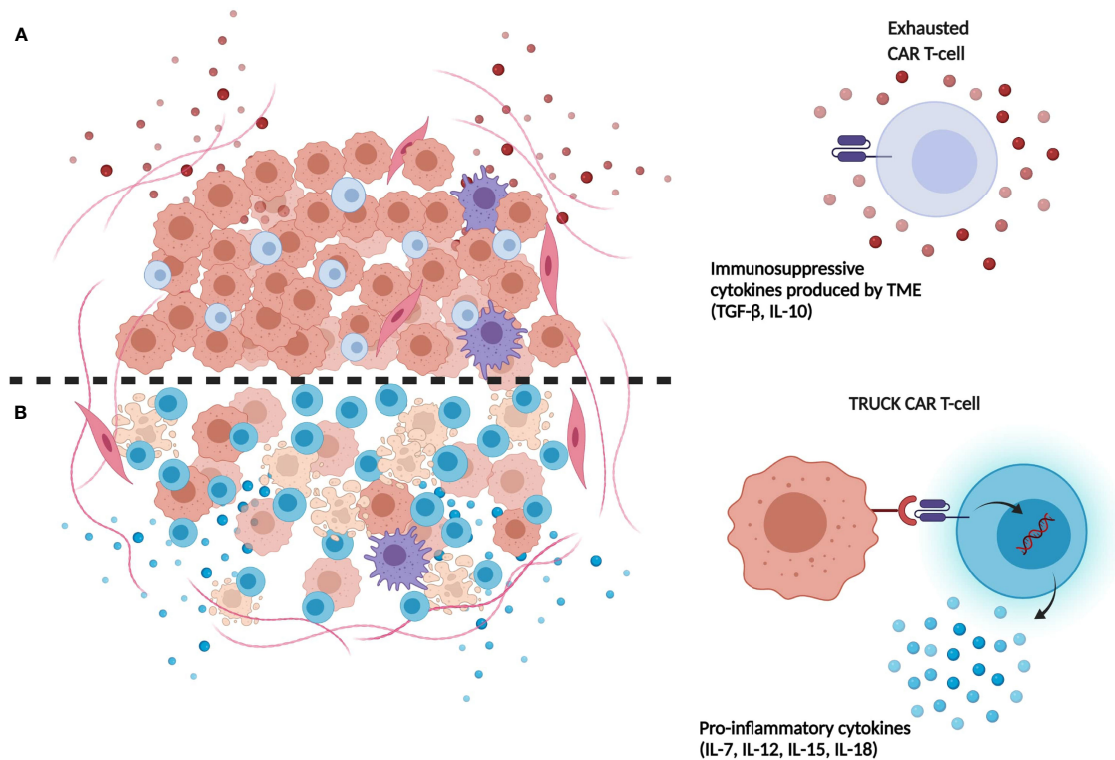 A
Exhausted
CAR T-cell
Immunosuppressive
cytokines produced by TME
(TGF-β, IL-10)
B
TRUCK CAR T-cell
Pro-inflammatory cytokines
(IL-7, IL-12, IL-15, IL-18)